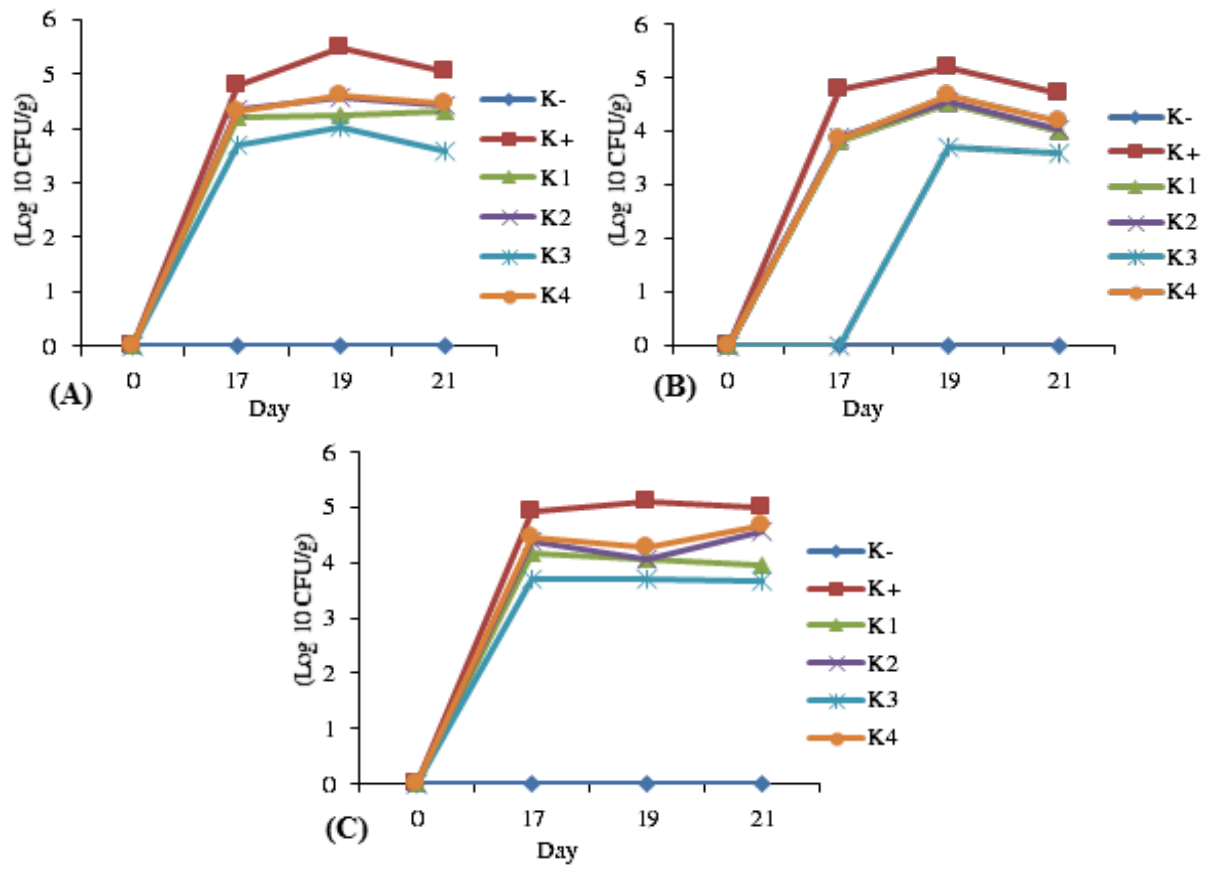 6
5
4
3
2
1
0
(Log 10 CFU/g)
0 17 19 21
Day
(A)
K-
K+
K1
K2
K3
K4
6
5
4
3
2
1
0
(Log 10 CFU/g)
0 17 19 21
Day
(B)
K-
K+
K1
K2
K3
K4
6
5
4
3
2
1
0
(Log 10 CFU/g)
0 17 19 21
Day
(C)
K-
K+
K1
K2
K3
K4